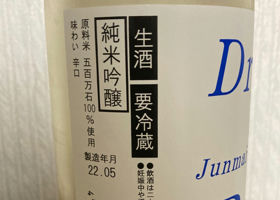 生酒 要冷蔵
純米吟醸
原料米 五百万石100%使用
味わい 辛口
製造年月
22.05
●飲酒は二
●妊娠中や
Dr
Junma